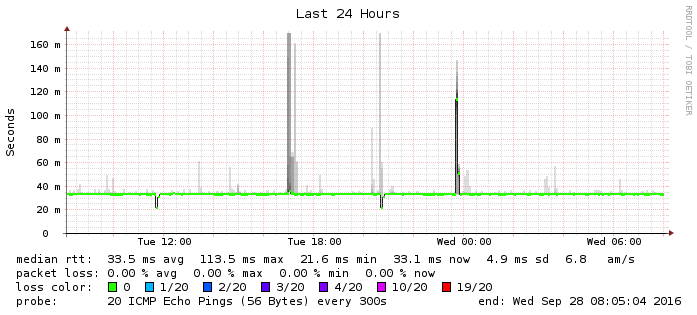 Last 24 Hours
RRDTOOL / TOBI OETIKER
Seconds
160 m
140 m
120 m
100 m
80 m
60 m
40 m
20 m
0
Tue 12:00 Tue 18:00 Wed 00:00 Wed 06:00
median rtt: 33.5 ms avg 113.5 ms max 21.6 ms min 33.1 ms now 4.9 ms sd 6.8 am/s
packet loss: 0.00 % avg 0.00 % max 0.00 % min 0.00 % now
loss color: 0 1/20 2/20 3/20 4/20 10/20 19/20
probe: 20 ICMP Echo Pings (56 Bytes) every 300s end: Wed Sep 28 08:05:04 2016